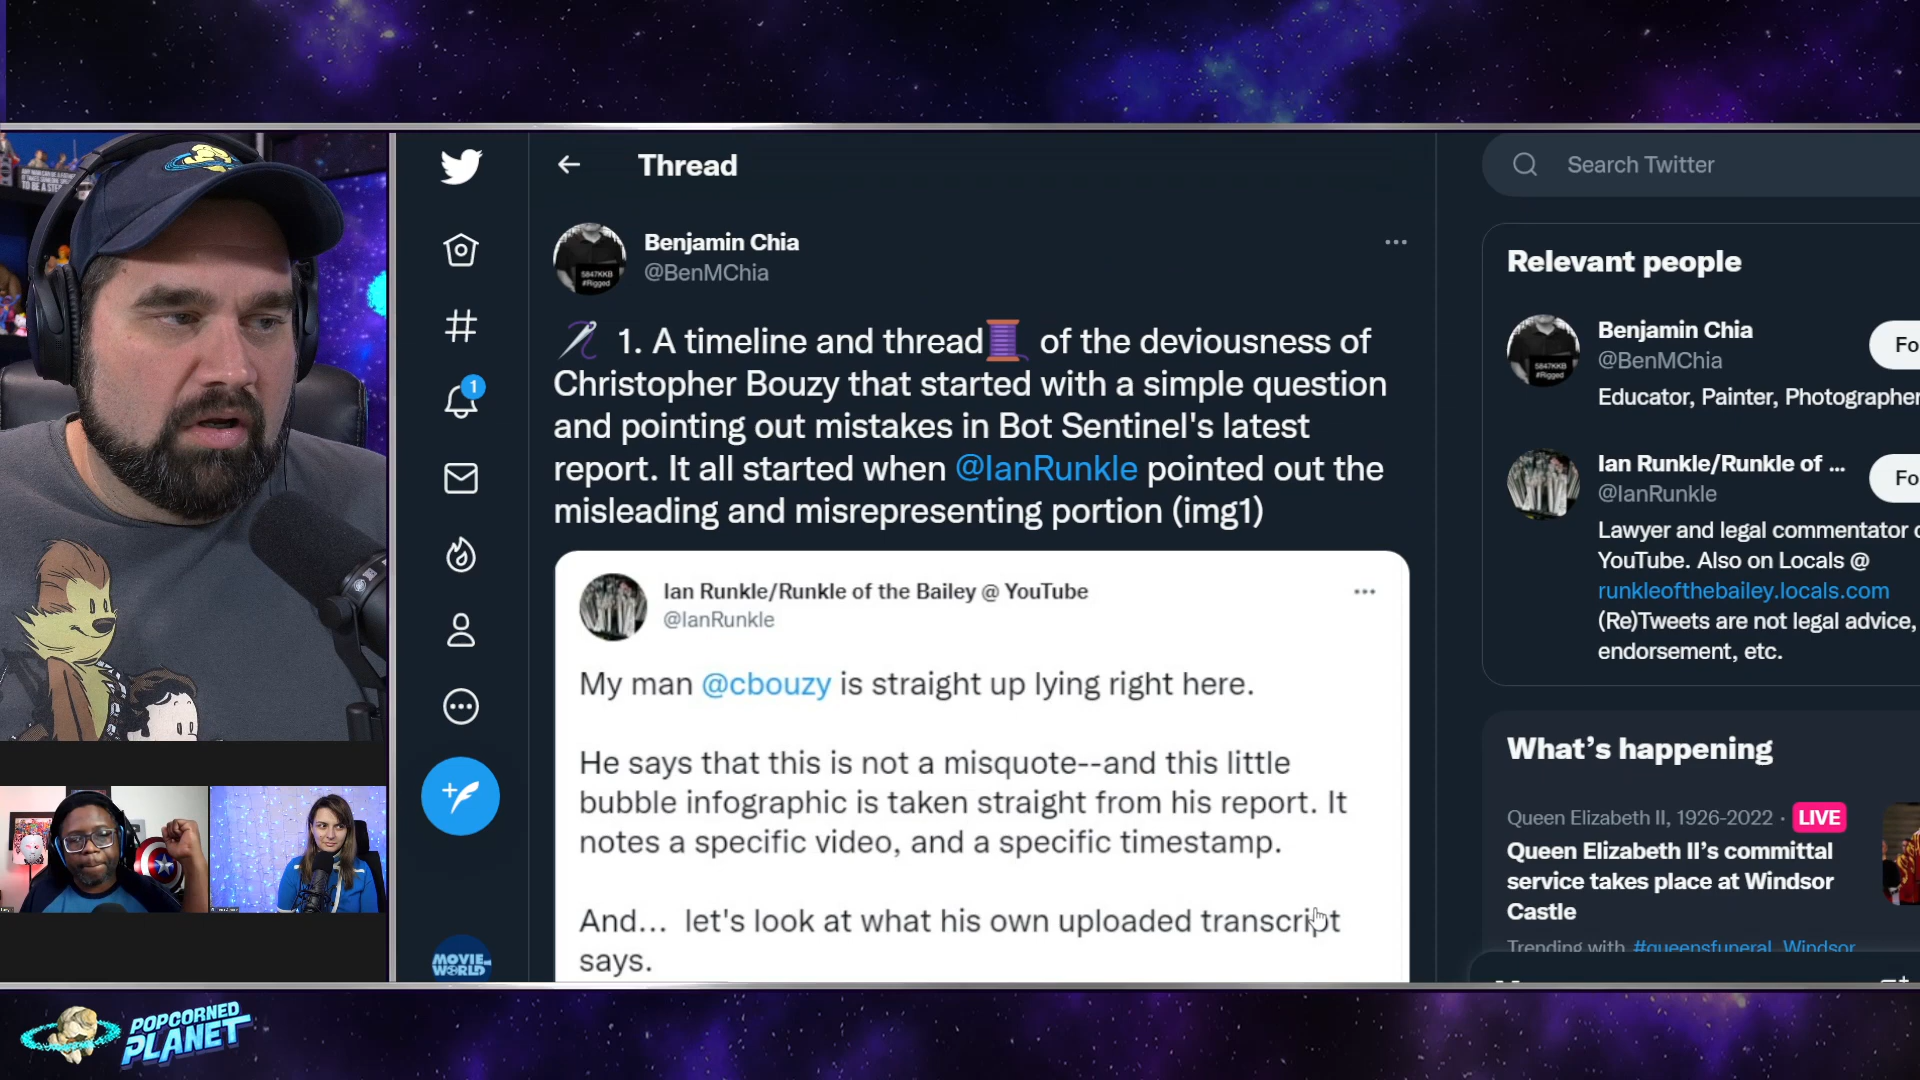 Thread
Search Twitter
Benjamin Chia
@BenMChia
1. A timeline and thread of the deviousness of
Christopher Bouzy that started with a simple question
and pointing out mistakes in Bot Sentinel's latest
report. It all started when @IanRunkle pointed out the
misleading and misrepresenting portion (img1)
Ian Runkle/Runkle of the Bailey @ YouTube
@IanRunkle
My man @cbouzy is straight up lying right here.
He says that this is not a misquote--and this little
bubble infographic is taken straight from his report. It
notes a specific video, and a specific timestamp.
And... let's look at what his own uploaded transcript
says.
1
MOVIE
WORLD
Relevant people
Benjamin Chia
@BenMChia
Fo
Educator, Painter, Photographer
Ian Runkle/Runkle of ...
@IanRunkle
Fo
Lawyer and legal commentator
YouTube. Also on Locals @
runkleofthebailey.locals.com
(Re)Tweets are not legal advice,
endorsement, etc.
What's happening
Queen Elizabeth II, 1926-2022 · LIVE
Queen Elizabeth II's committal
service takes place at Windsor
Castle
Trending with #queensfuneral, Windsor
5847KKB
#Rigged
POPCORNED
PLANET